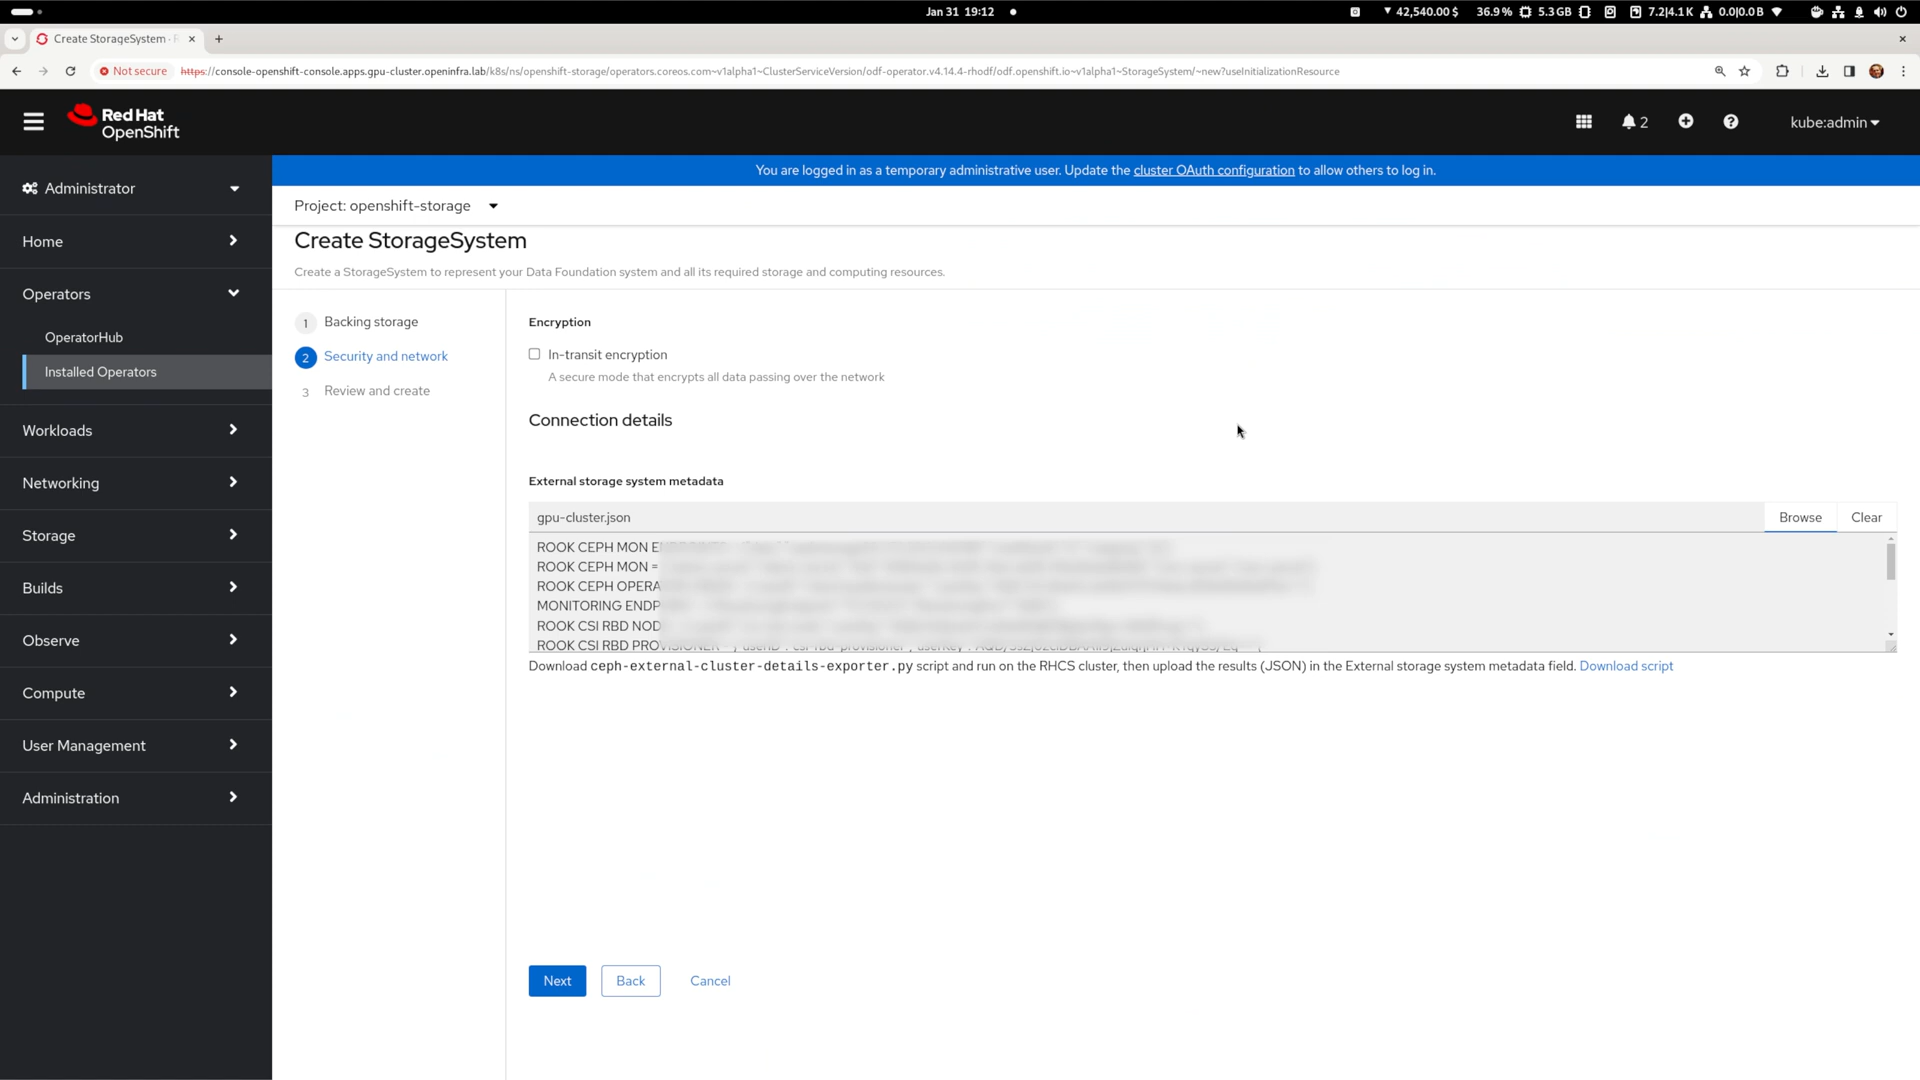 Jan 31 19:12
42,540.00 $ 36.9 % 5.3GB 7.2|4.1 K 0.0|0.0 B
Create StorageSystem ·
Not secure https://console-openshift-console.apps.gpu-cluster.openinfra.lab/k8s/ns/openshift-storage/operators.coreos.com~v1alpha1~ClusterServiceVersion/odf-operator.v4.14.4-rhodf/odf.openshift.io~v1alpha1~StorageSystem/~new?useInitializationResource
Red Hat
OpenShift
2
kube:admin
You are logged in as a temporary administrative user. Update the cluster OAuth configuration to allow others to log in.
Administrator
Home
Operators
OperatorHub
Installed Operators
Workloads
Networking
Storage
Builds
Observe
Compute
User Management
Administration
Project: openshift-storage
Create StorageSystem
Create a StorageSystem to represent your Data Foundation system and all its required storage and computing resources.
1 Backing storage
2 Security and network
3 Review and create
Encryption
In-transit encryption
A secure mode that encrypts all data passing over the network
Connection details
External storage system metadata
gpu-cluster.json
Browse
Clear
ROOK CEPH MON
ROOK CEPH MON =
ROOK CEPH
MONITORING
ROOK CSI RBD
ROOK CSI RBD
Download ceph-external-cluster-details-exporter.py script and run on the RHCS cluster, then upload the results (JSON) in the External storage system metadata field. Download script
Next
Back
Cancel